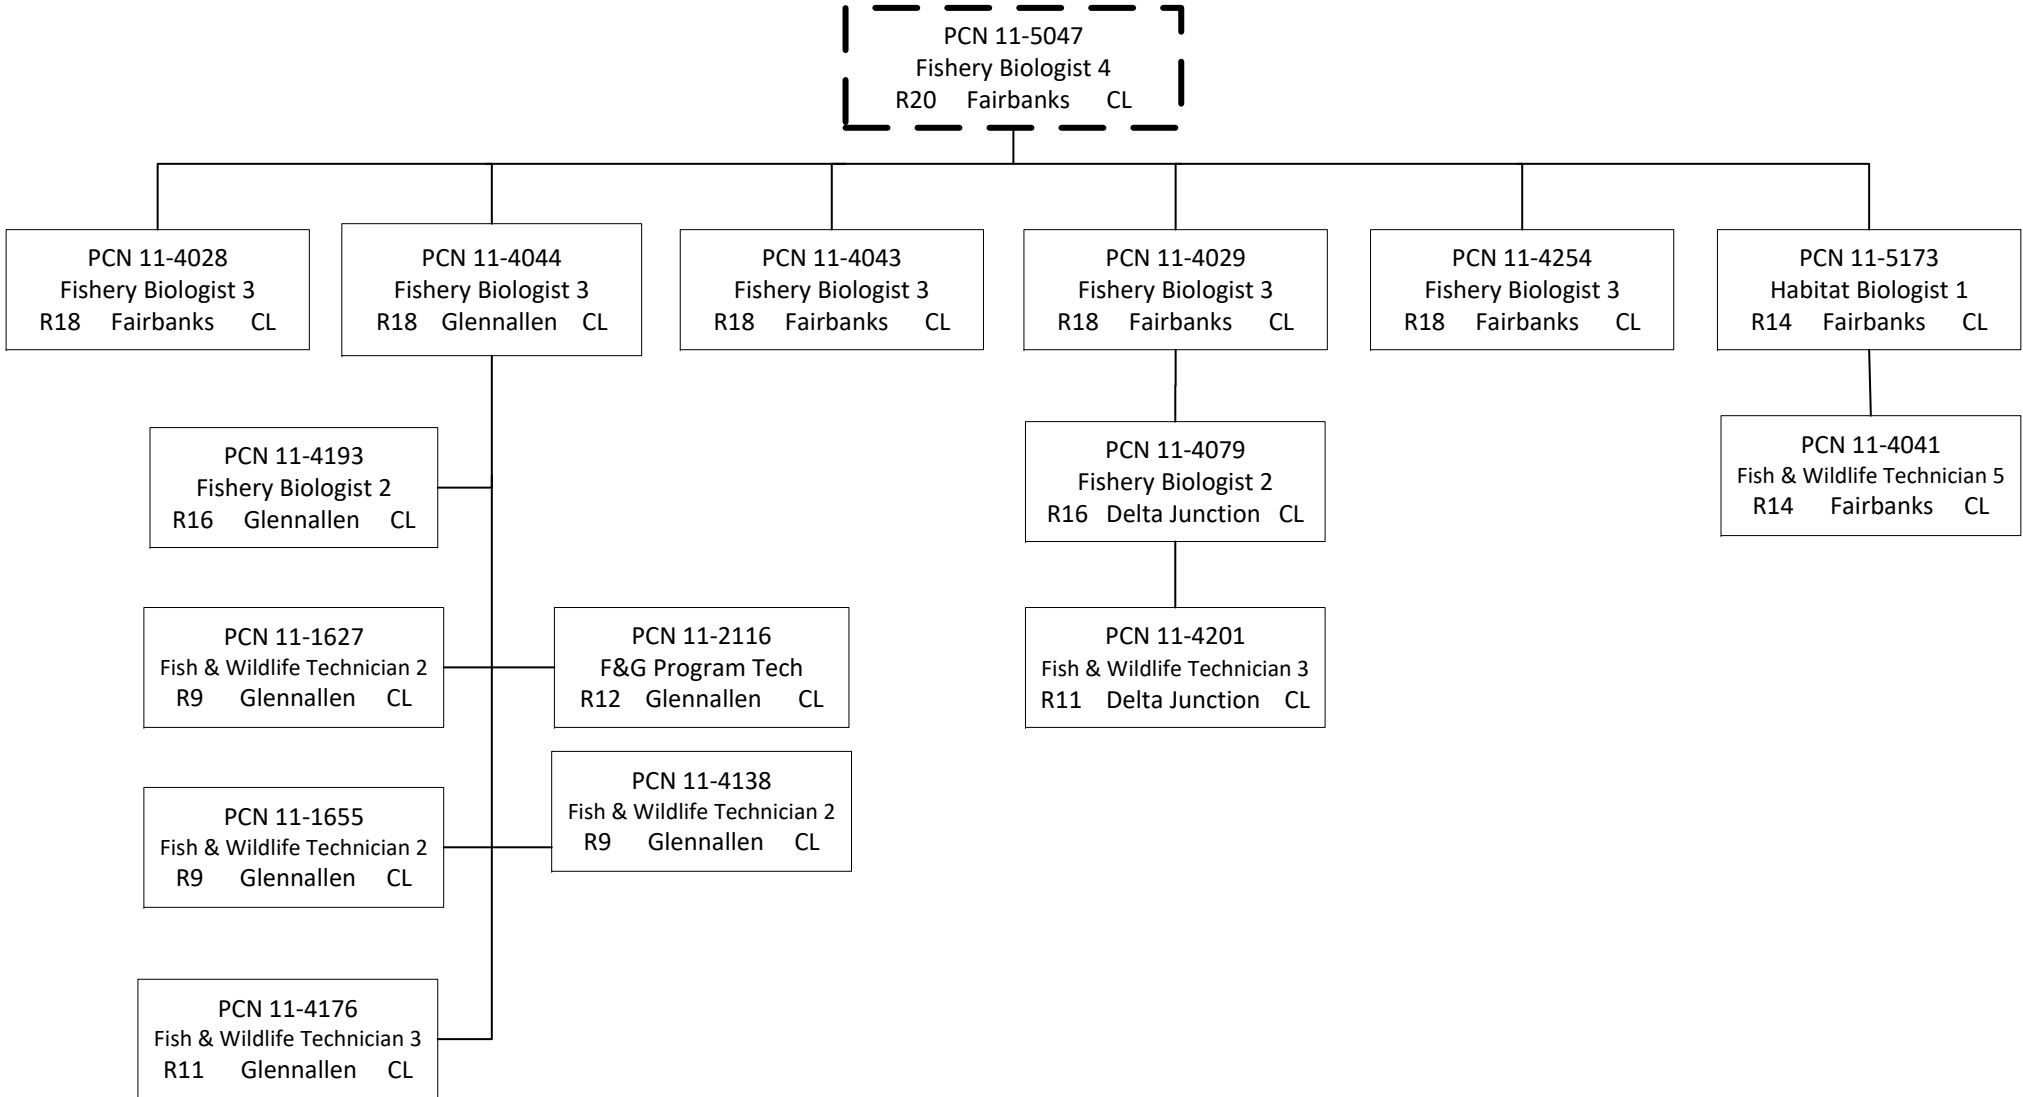 PCN 11-5047
Fishery Biologist 4
R20 Fairbanks CL
PCN 11-4028
Fishery Biologist 3
R18 Fairbanks CL
PCN 11-4044
Fishery Biologist 3
R18 Glennallen CL
PCN 11-4043
Fishery Biologist 3
R18 Fairbanks CL
PCN 11-4029
Fishery Biologist 3
R18 Fairbanks CL
PCN 11-4254
Fishery Biologist 3
R18 Fairbanks CL
PCN 11-5173
Habitat Biologist 1
R14 Fairbanks CL
PCN 11-4193
Fishery Biologist 2
R16 Glennallen CL
PCN 11-4079
Fishery Biologist 2
R16 Delta Junction CL
PCN 11-4041
Fish & Wildlife Technician 5
R14 Fairbanks CL
PCN 11-1627
Fish & Wildlife Technician 2
R9 Glennallen CL
PCN 11-2116
F&G Program Tech
R12 Glennallen CL
PCN 11-4201
Fish & Wildlife Technician 3
R11 Delta Junction CL
PCN 11-1655
Fish & Wildlife Technician 2
R9 Glennallen CL
PCN 11-4138
Fish & Wildlife Technician 2
R9 Glennallen CL
PCN 11-4176
Fish & Wildlife Technician 3
R11 Glennallen CL